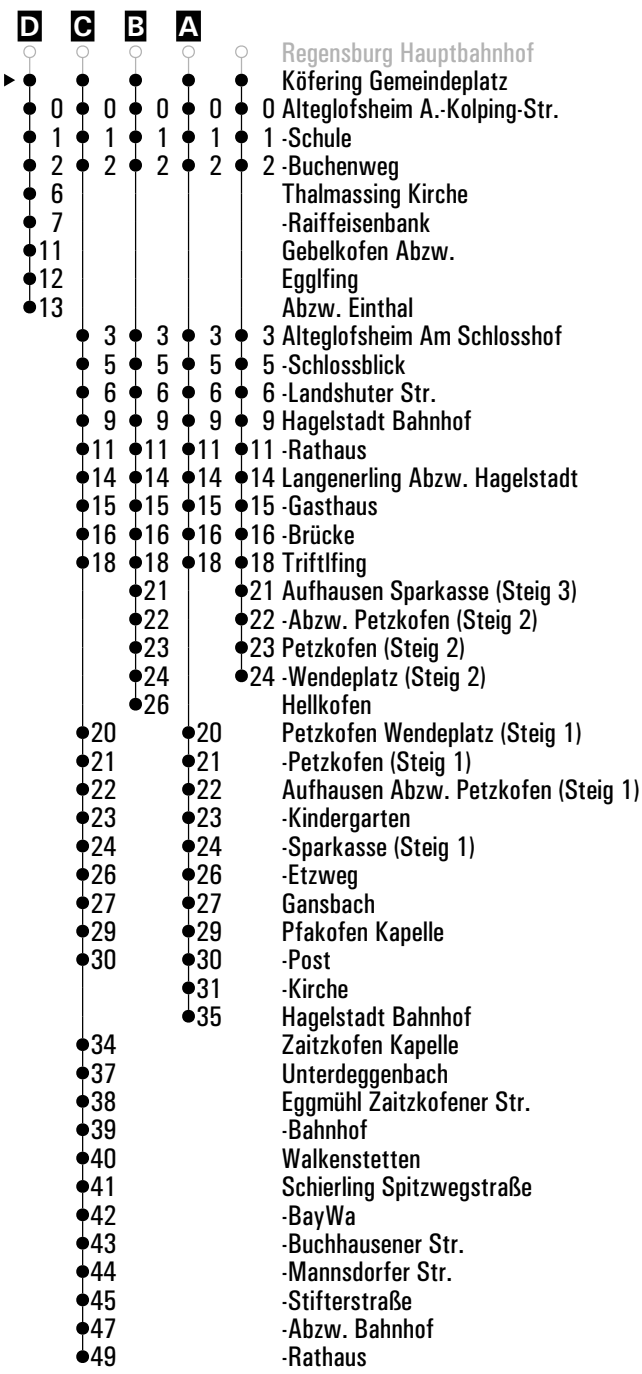 D C B A
Regensburg Hauptbahnhof
Köfering Gemeindeplatz
0 0 0 0 0 Alteglofsheim A.-Kolping-Str.
1 1 1 1 1 -Schule
2 2 2 2 2 -Buchenweg
6 Thalmassing Kirche
7 -Raiffeisenbank
11 Gebelkofen Abzw.
12 Egglfing
13 Abzw. Einthal
3 3 3 3 Alteglofsheim Am Schlosshof
5 5 5 5 -Schlossblick
6 6 6 6 -Landshuter Str.
9 9 9 9 Hagelstadt Bahnhof
11 11 11 11 -Rathaus
14 14 14 14 Langenerling Abzw. Hagelstadt
15 15 15 15 -Gasthaus
16 16 16 16 -Brücke
18 18 18 18 Triftlfing
21 21 Aufhausen Sparkasse (Steig 3)
22 22 -Abzw. Petzkofen (Steig 2)
23 23 Petzkofen (Steig 2)
24 24 -Wendeplatz (Steig 2)
26 Hellkofen
20 20 Petzkofen Wendeplatz (Steig 1)
21 21 -Petzkofen (Steig 1)
22 22 Aufhausen Abzw. Petzkofen (Steig 1)
23 23 -Kindergarten
24 24 -Sparkasse (Steig 1)
26 26 -Etzweg
27 27 Gansbach
29 29 Pfakofen Kapelle
30 30 -Post
31 -Kirche
35 Hagelstadt Bahnhof
34 Zaitzkofen Kapelle
37 Unterdeggenbach
38 Eggmühl Zaitzkofener Str.
39 -Bahnhof
40 Walkenstetten
41 Schierling Spitzwegstraße
42 -BayWa
43 -Buchhausener Str.
44 -Mannsdorfer Str.
45 -Stifterstraße
47 -Abzw. Bahnhof
49 -Rathaus